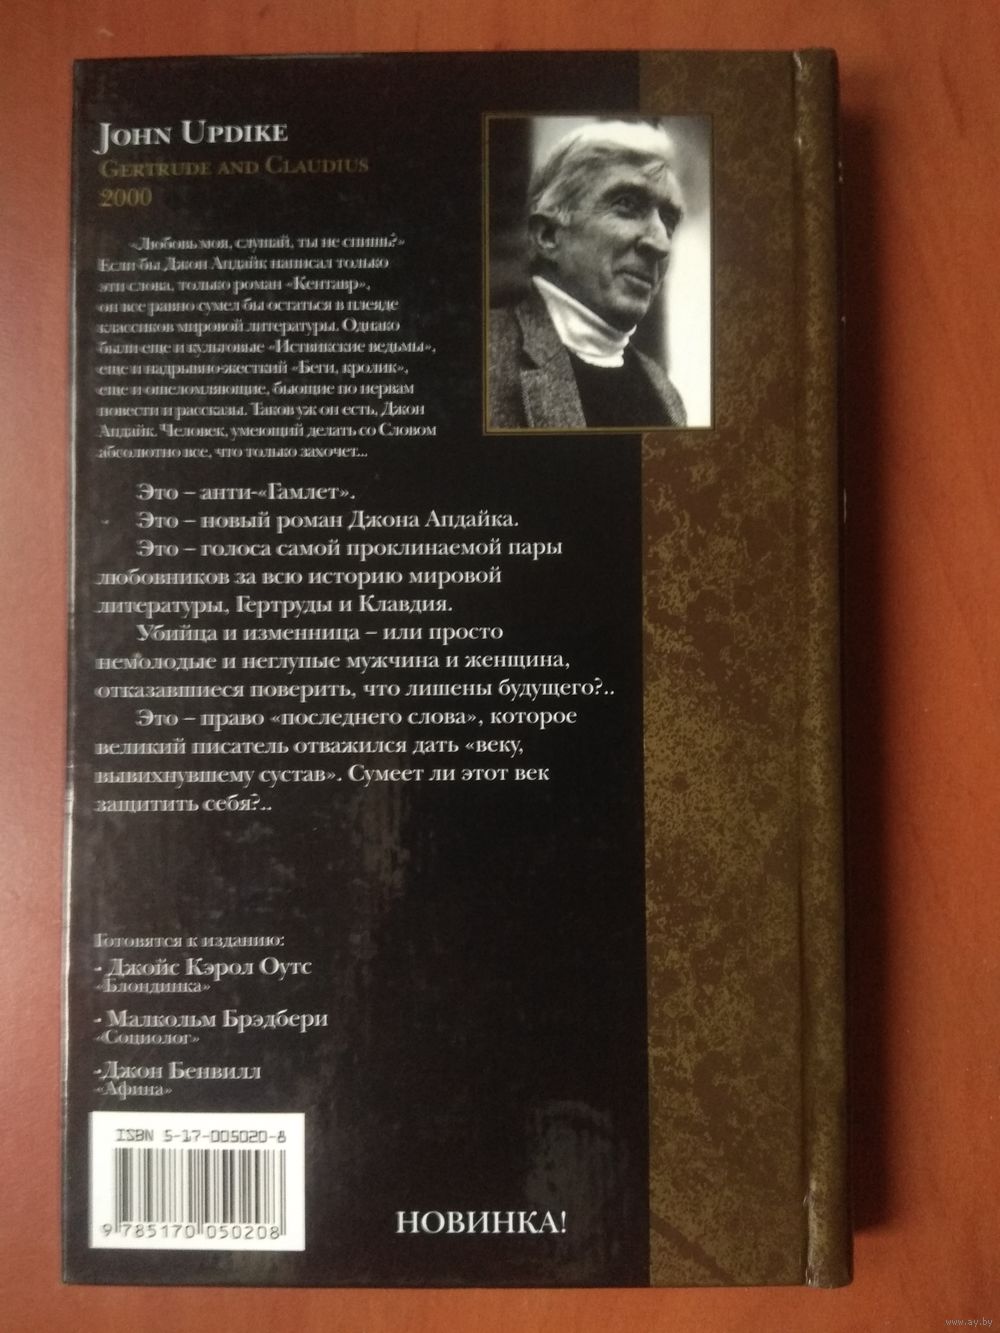 JOHN UPDIKE
GERTRUDE AND CLAUDIUS
2000
«Любовь моя, слушай, ты не спишь?»
Если бы Джон Апдайк написал только
эти слова, только роман «Кентавр»,
он все равно сумел бы остаться в плеяде
классиков мировой литературы. Однако
были еще и культовые «Иствикские ведьмы»,
еще и надрывно-жесткий «Беги, кролик»,
еще и ошеломляющие, бьющие по нервам
повести и рассказы. Таков уж он есть, Джон
Апдайк. Человек, умеющий делать со Словом
абсолютно все, что только захочет...
Это – анти-«Гамлет».
Это – новый роман Джона Апдайка.
Это – голоса самой проклинаемой пары
любовников за всю историю мировой
литературы, Гертруды и Клавдия.
Убийца и изменница – или просто
немолодые и неглупые мужчина и женщина,
отказавшиеся поверить, что лишены будущего?..
Это – право «последнего слова», которое
великий писатель отважился дать «веку,
вывихнувшему сустав». Сумеет ли этот век
защитить себя?..
Готовятся к изданию:
- Джойс Кэрол Оутс
«Блондинка»
- Малкольм Брэдбери
«Социолог»
-Джон Бенвилл
«Афина»
ISBN 5-17-005020-8
9 785170 050208
НОВИНКА!
www.ay.by